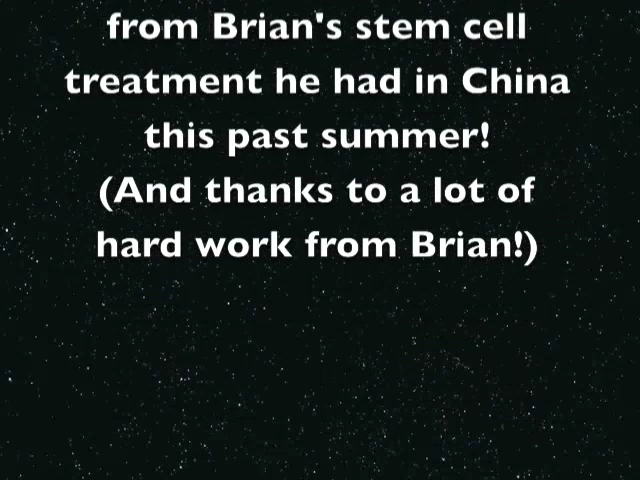 from Brian's stem cell
treatment he had in China
this past summer!
(And thanks to a lot of
hard work from Brian!)